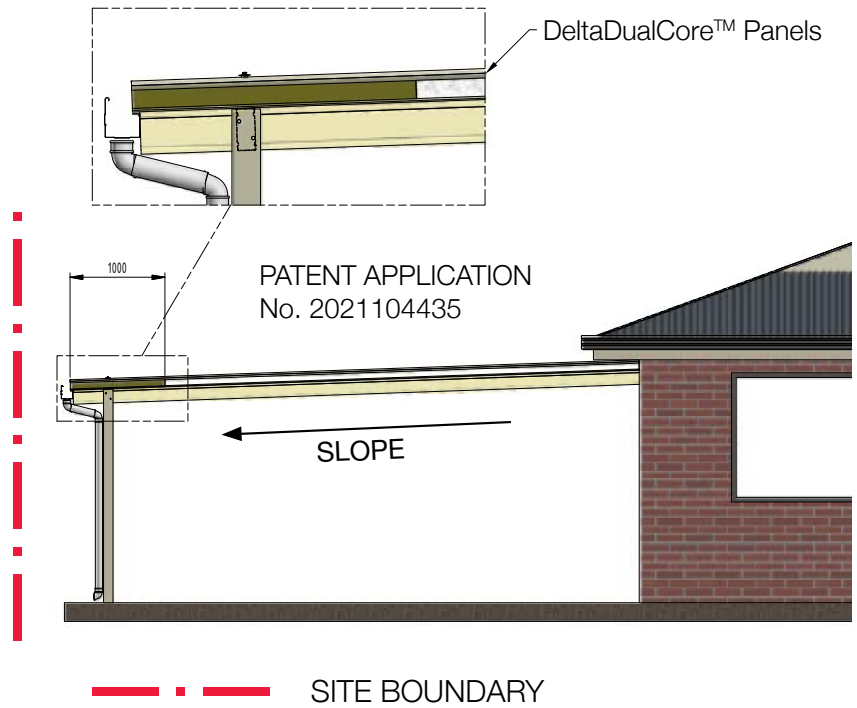 DeltaDualCore™ Panels
1000
PATENT APPLICATION
No. 2021104435
SLOPE
SITE BOUNDARY